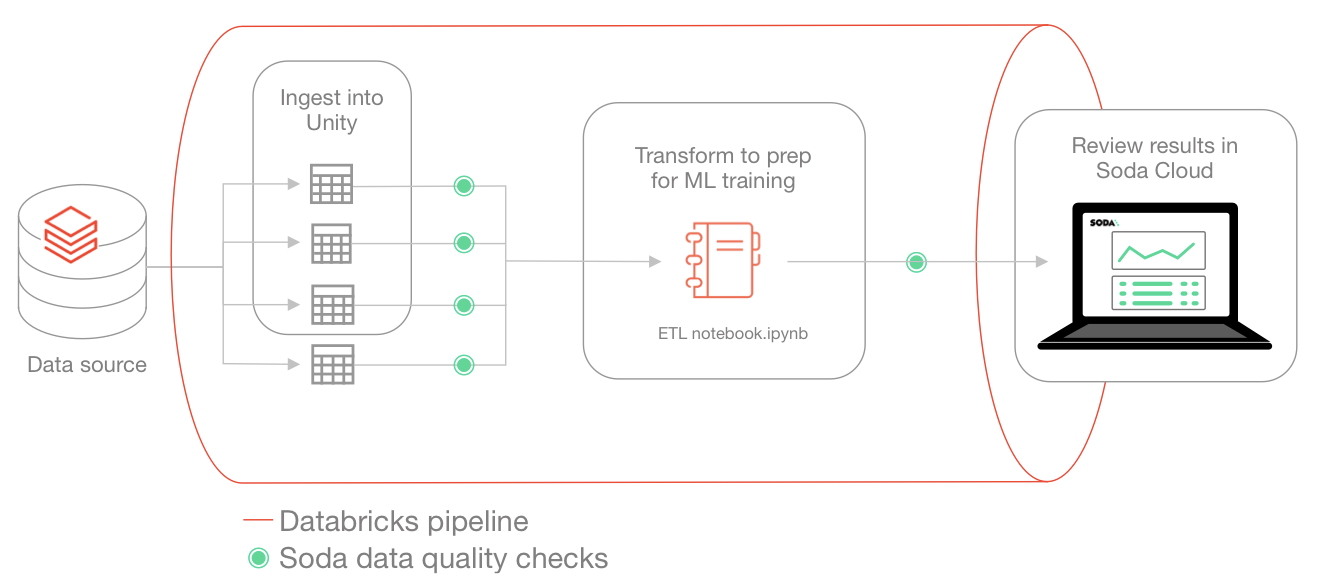 Ingest into
Unity
Transform to prep
for ML training
ETL notebook.ipynb
Review results in
Soda Cloud
SODA
Data source
Databricks pipeline
Soda data quality checks